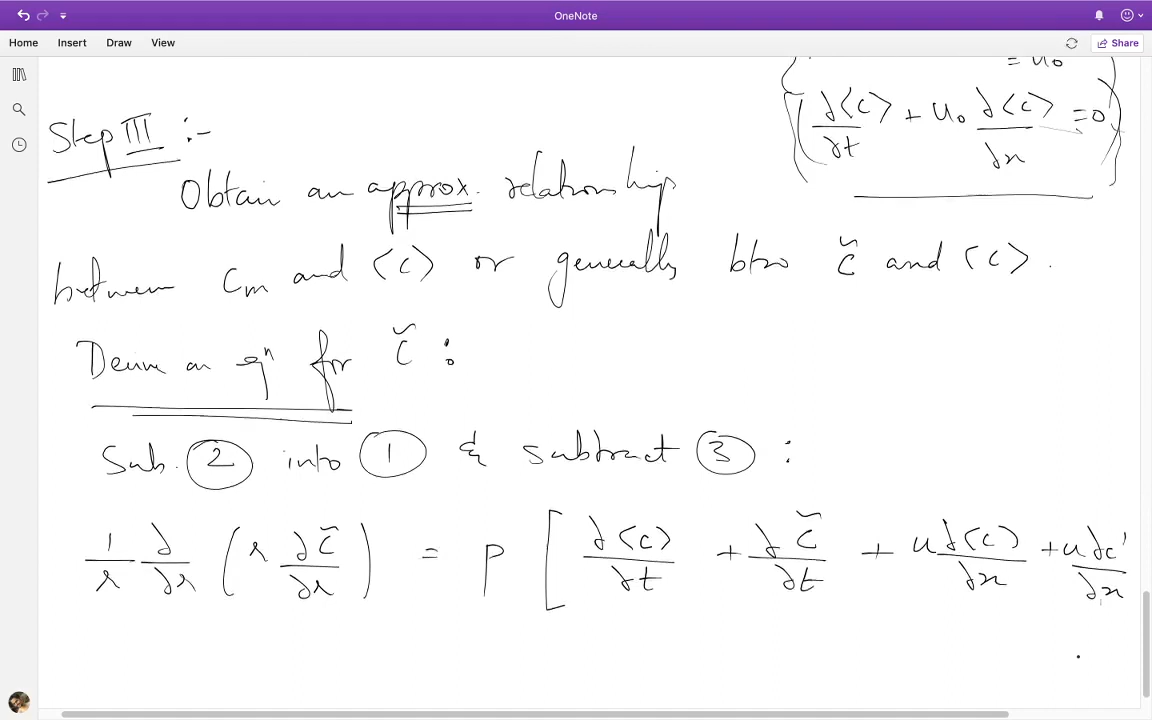 OneNote
Home Insert Draw View Share
= u₀
∂⟨c⟩/∂t + u₀ ∂⟨c⟩/∂x = 0
Step III :-
Obtain an approx. relationship
between cₘ and ⟨c⟩ or generally btw c̃ and ⟨c⟩.
Derive an eqⁿ for c̃ :
Sub. ② into ① & subtract ③ :
1/r ∂/∂r (r ∂c̃/∂r) = p [ ∂⟨c⟩/∂t + ∂c̃/∂t + u ∂⟨c⟩/∂x + u ∂c'/∂x